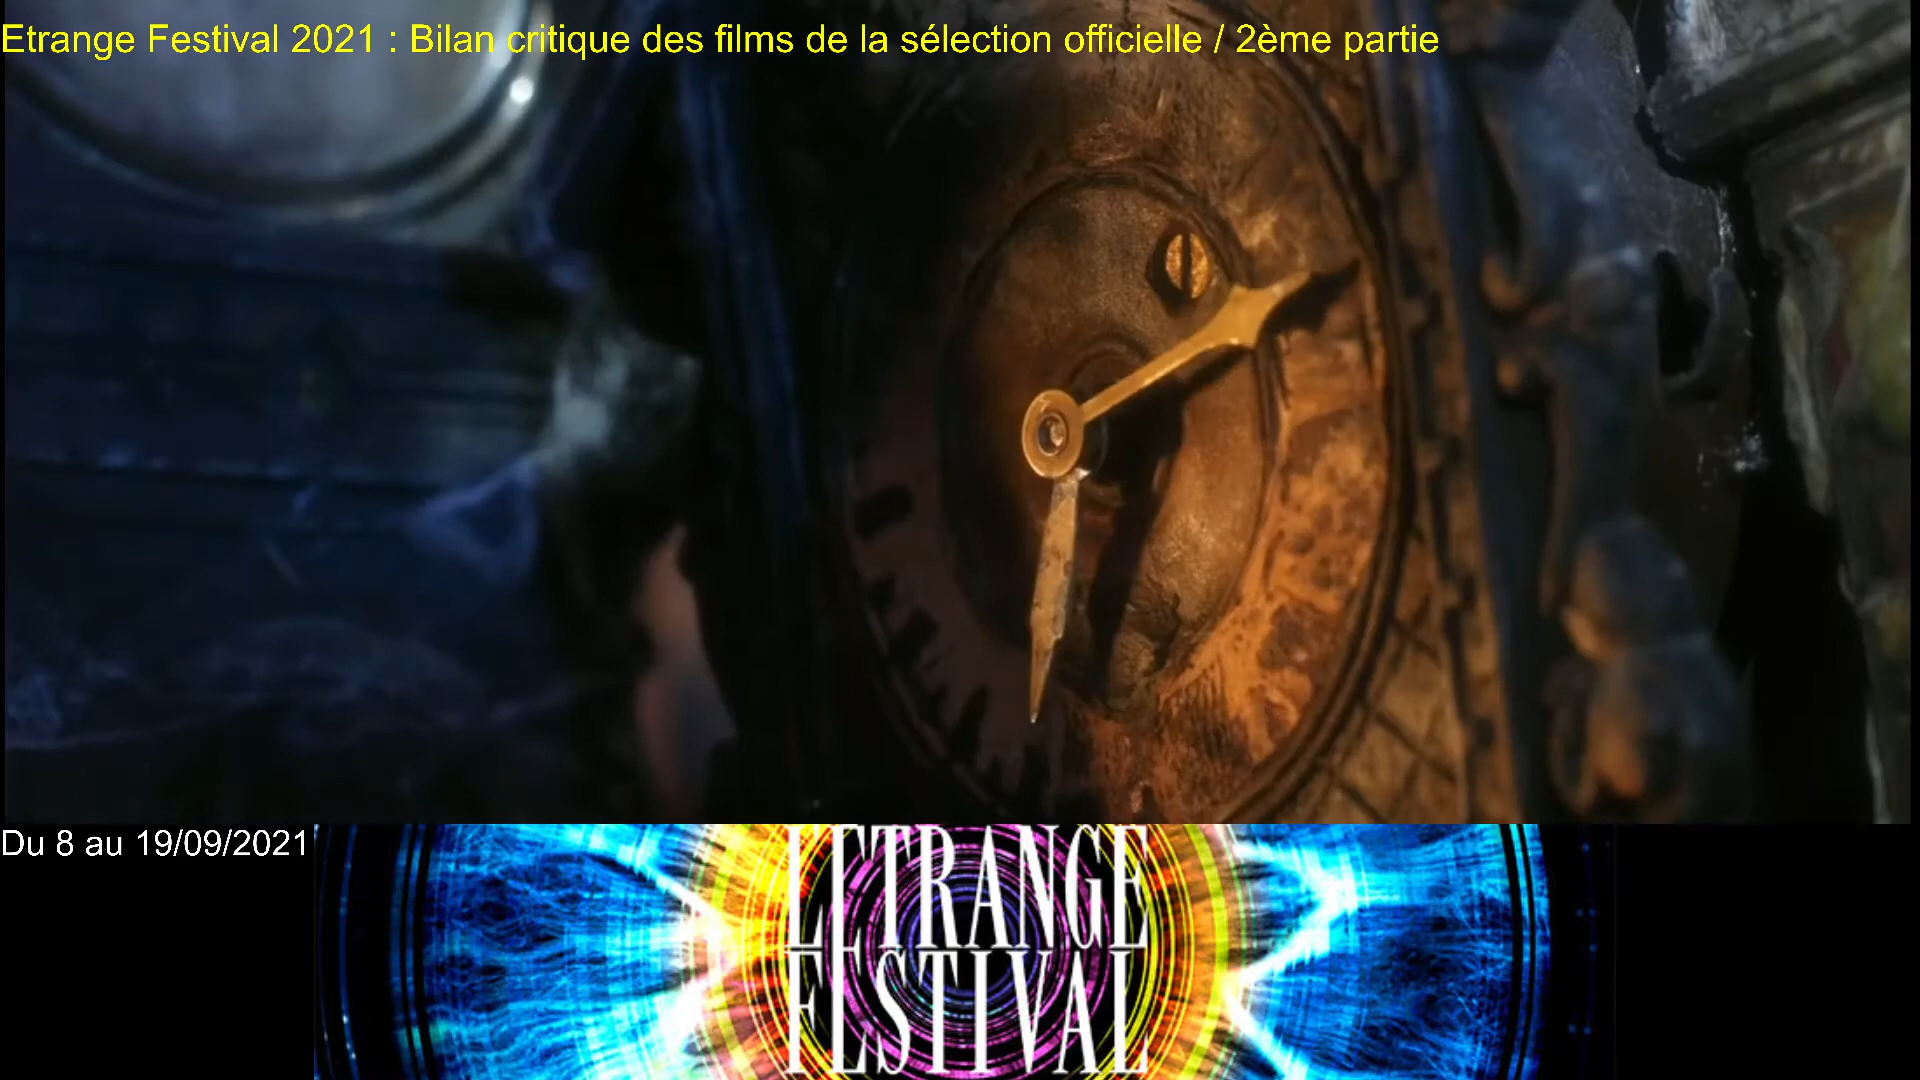 Etrange Festival 2021 : Bilan critique des films de la sélection officielle / 2ème partie
Du 8 au 19/09/2021
L'ETRANGE
FESTIVAL